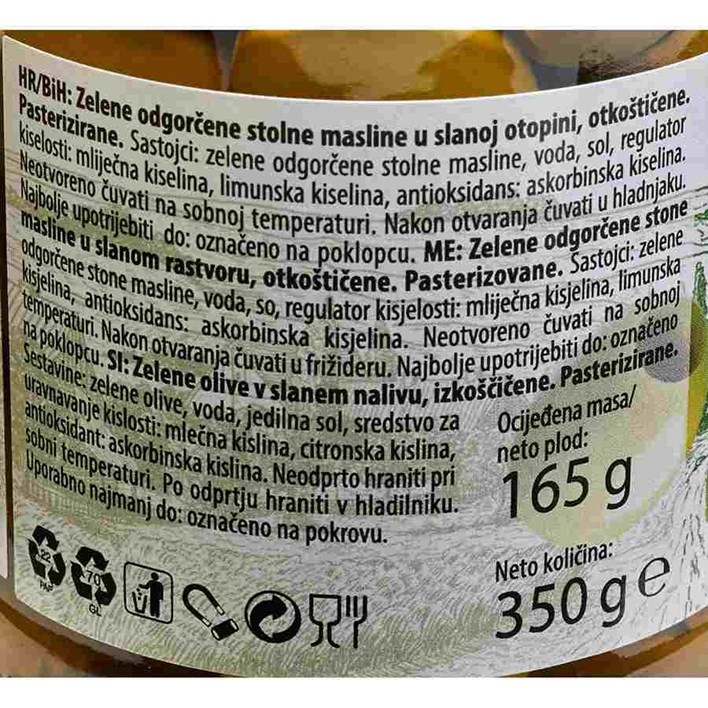 HR/BiH: Zelene odgorčene stolne masline u slanoj otopini, otkoštičene.
Pasterizirane. Sastojci: zelene odgorčene stolne masline, voda, sol, regulator
kiselosti: mliječna kiselina, limunska kiselina, antioksidans: askorbinska kiselina.
Neotvoreno čuvati na sobnoj temperaturi. Nakon otvaranja čuvati u hladnjaku.
Najbolje upotrijebiti do: označeno na poklopcu. ME: Zelene odgorčene stone
masline u slanom rastvoru, otkoštičene. Pasterizovane. Sastojci: zelene
odgorčene stone masline, voda, so, regulator kisjelosti: mliječna kisjelina, limunska
kisjelina, antioksidans: askorbinska kisjelina. Neotvoreno čuvati na sobnoj
temperaturi. Nakon otvaranja čuvati u frižideru. Najbolje upotrijebiti do: označeno
na poklopcu. SI: Zelene olive v slanem nalivu, izkoščičene. Pasterizirane.
Sestavine: zelene olive, voda, jedilna sol, sredstvo za
uravnavanje kislosti: mlečna kislina, citronska kislina,
antioksidant: askorbinska kislina. Neodprto hraniti pri
sobni temperaturi. Po odprtju hraniti v hladilniku.
Uporabno najmanj do: označeno na pokrovu.
Ocijeđena masa/
neto plod:
165 g
Neto količina:
350 g e
22
PAP
70
GL